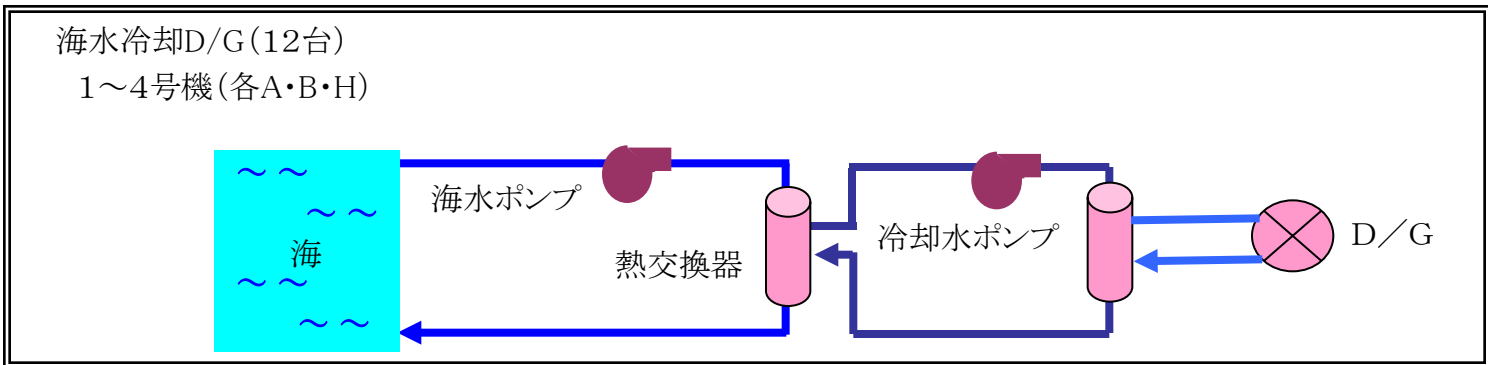 海水冷却D/G(12台)
1~4号機(各A・B・H)
海水ポンプ
海
熱交換器
冷却水ポンプ
D/G